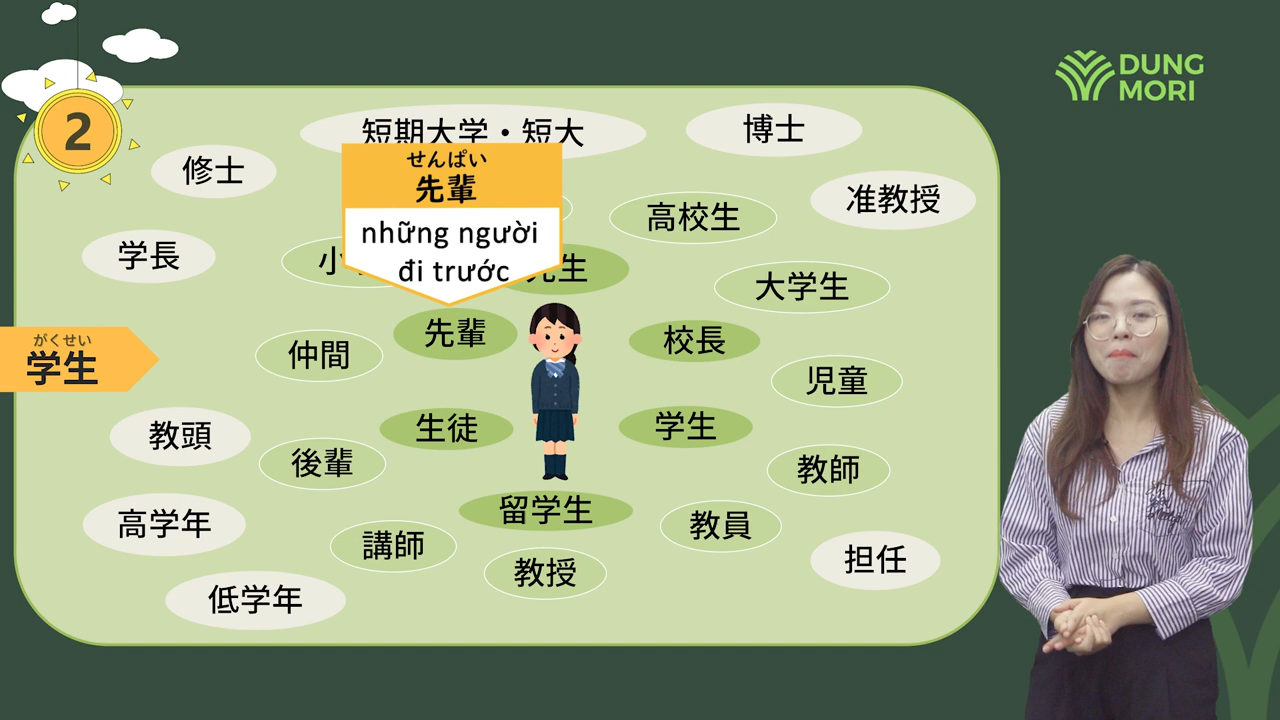 DUNG
MORI
2
短期大学・短大
博士
修士
せんぱい
先輩
những người
đi trước
准教授
高校生
学長
小
先生
大学生
先輩
校長
がくせい
学生
仲間
児童
生徒
学生
教頭
後輩
教師
留学生
高学年
講師
教員
教授
担任
低学年